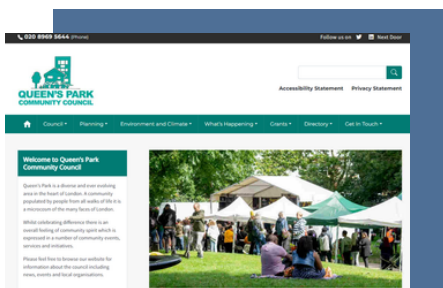 020 8969 5644 (Phone)
Follow us on
Next Door
QUEEN'S PARK
COMMUNITY COUNCIL
Accessibility Statement
Privacy Statement
Council
Planning
Environment and Climate
What's Happening
Grants
Directory
Get In Touch
Welcome to Queen's Park
Community Council
Queen's Park is a diverse and ever evolving
area in the heart of London. A community
populated by people from all walks of life it is
a microcosm of the many faces of London.
Whilst celebrating difference there is an
overall feeling of community spirit which is
expressed in a number of community events,
services and initiatives.
Please feel free to browse our website for
information about the council including
news, events and local organisations.